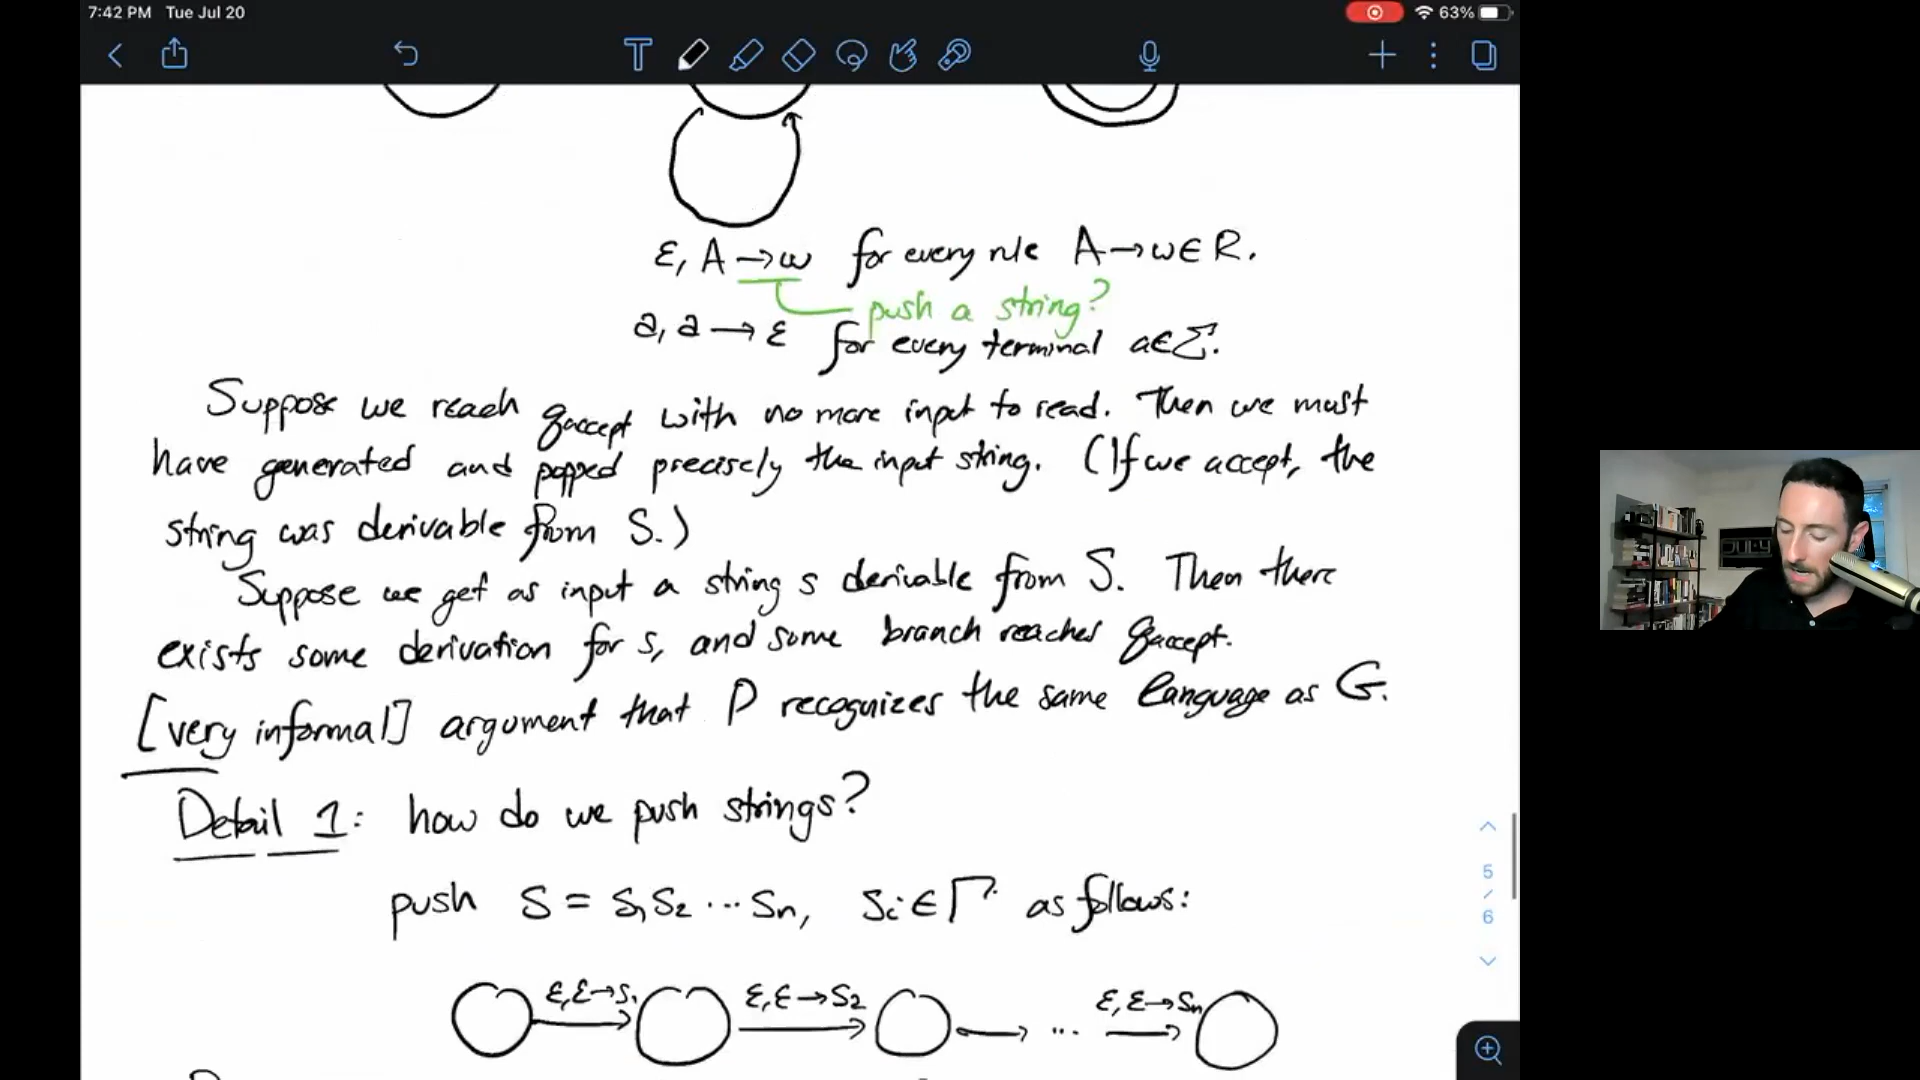 7:42 PM Tue Jul 20
63%
ε, A → w for every rule A → w ∈ R.
push a string?
a, a → ε for every terminal a ∈ Σ.
Suppose we reach qaccept with no more input to read. Then we must
have generated and popped precisely the input string. (If we accept, the
string was derivable from S.)
Suppose we get as input a string s derivable from S. Then there
exists some derivation for s, and some branch reaches qaccept.
[very informal] argument that P recognizes the same language as G.
Detail 1: how do we push strings?
push S = S1 S2 ... Sn, Si ∈ Γ as follows:
ε, ε → S1 ε, ε → S2 ... ε, ε → Sn
5
/
6